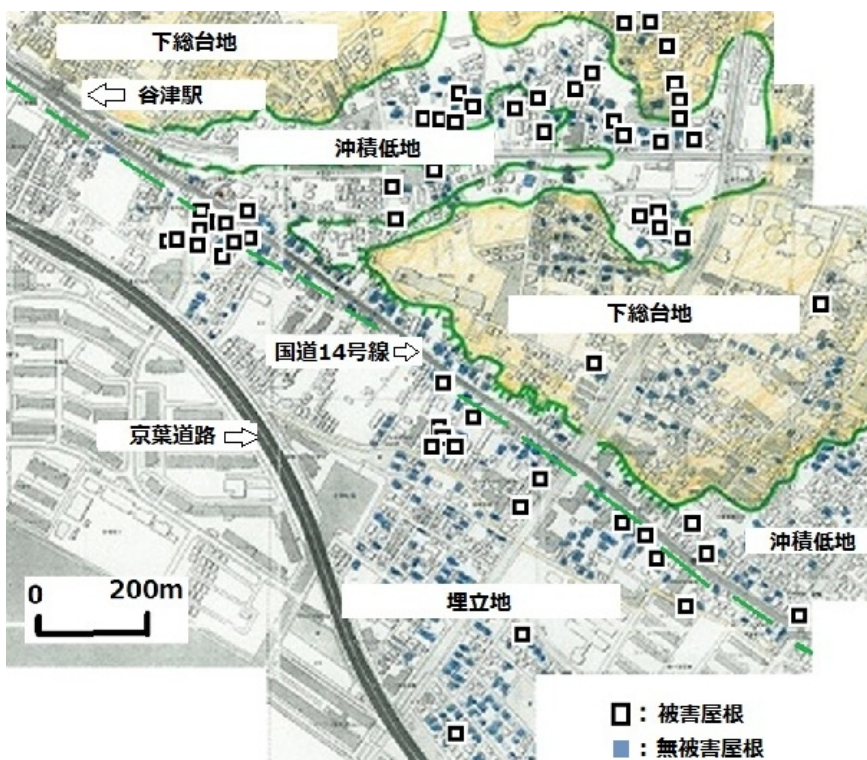 下総台地
谷津駅
沖積低地
下総台地
国道14号線
京葉道路
沖積低地
0 200m
埋立地
：被害屋根
：無被害屋根